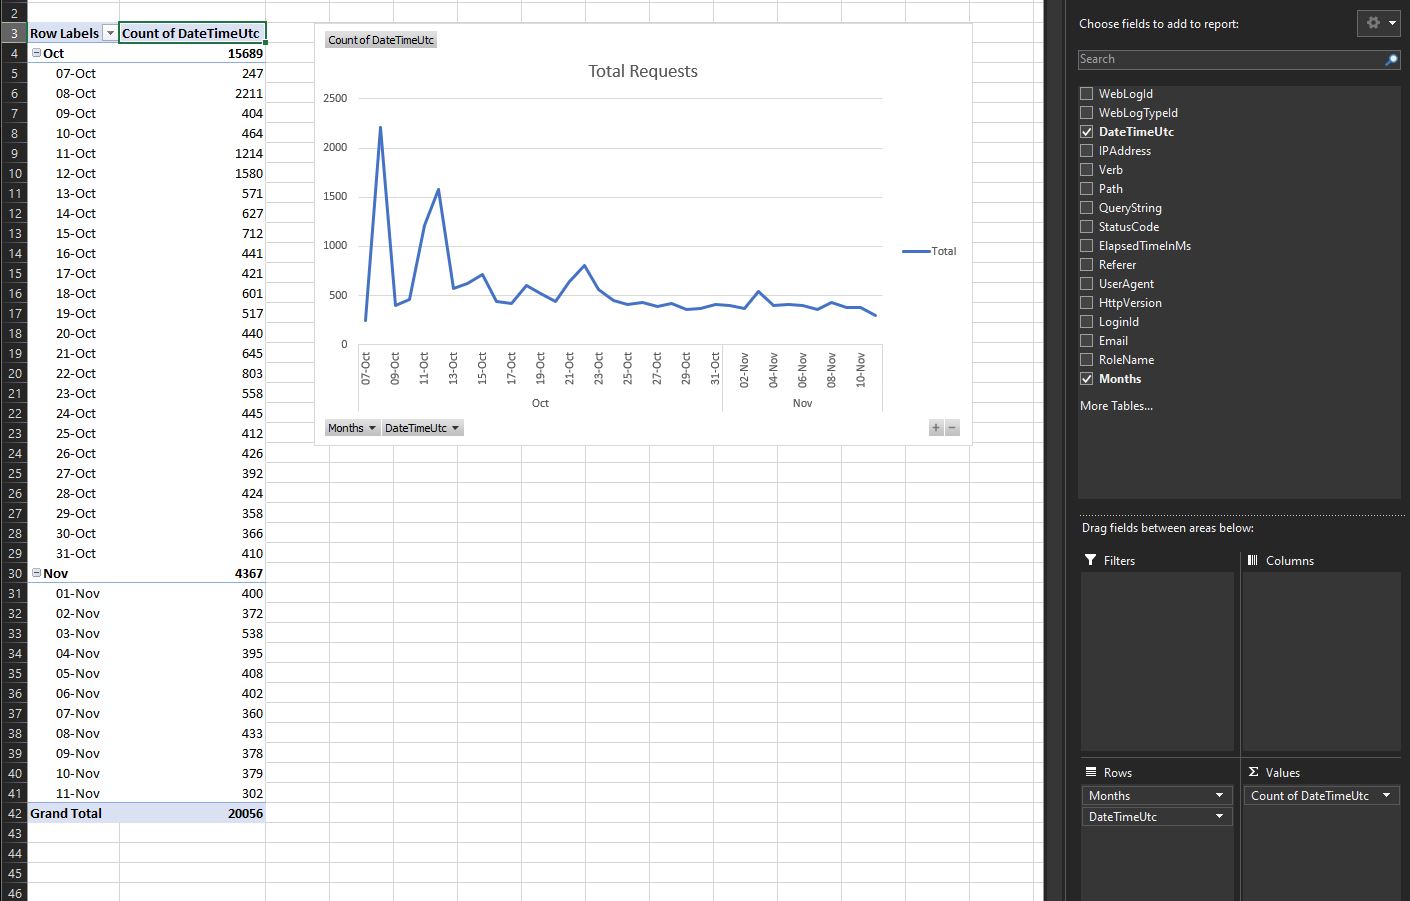 2
3 Row Labels Count of DateTimeUtc
4 Oct 15689
5 07-Oct 247
6 08-Oct 2211
7 09-Oct 404
8 10-Oct 464
9 11-Oct 1214
10 12-Oct 1580
11 13-Oct 571
12 14-Oct 627
13 15-Oct 712
14 16-Oct 441
15 17-Oct 421
16 18-Oct 601
17 19-Oct 517
18 20-Oct 440
19 21-Oct 645
20 22-Oct 803
21 23-Oct 558
22 24-Oct 445
23 25-Oct 412
24 26-Oct 426
25 27-Oct 392
26 28-Oct 424
27 29-Oct 358
28 30-Oct 366
29 31-Oct 410
30 Nov 4367
31 01-Nov 400
32 02-Nov 372
33 03-Nov 538
34 04-Nov 395
35 05-Nov 408
36 06-Nov 402
37 07-Nov 360
38 08-Nov 433
39 09-Nov 378
40 10-Nov 379
41 11-Nov 302
42 Grand Total 20056
43
44
45
46
Count of DateTimeUtc
Total Requests
2500
2000
1500
1000
500
0
07-Oct 09-Oct 11-Oct 13-Oct 15-Oct 17-Oct 19-Oct 21-Oct 23-Oct 25-Oct 27-Oct 29-Oct 31-Oct 02-Nov 04-Nov 06-Nov 08-Nov 10-Nov
Oct Nov
Total
Months DateTimeUtc
+ −
Choose fields to add to report:
Search
WebLogId
WebLogTypeId
DateTimeUtc
IPAddress
Verb
Path
QueryString
StatusCode
ElapsedTimeInMs
Referer
UserAgent
HttpVersion
LoginId
Email
RoleName
Months
More Tables...
Drag fields between areas below:
Filters
Columns
Rows
Months
DateTimeUtc
Σ Values
Count of DateTimeUtc